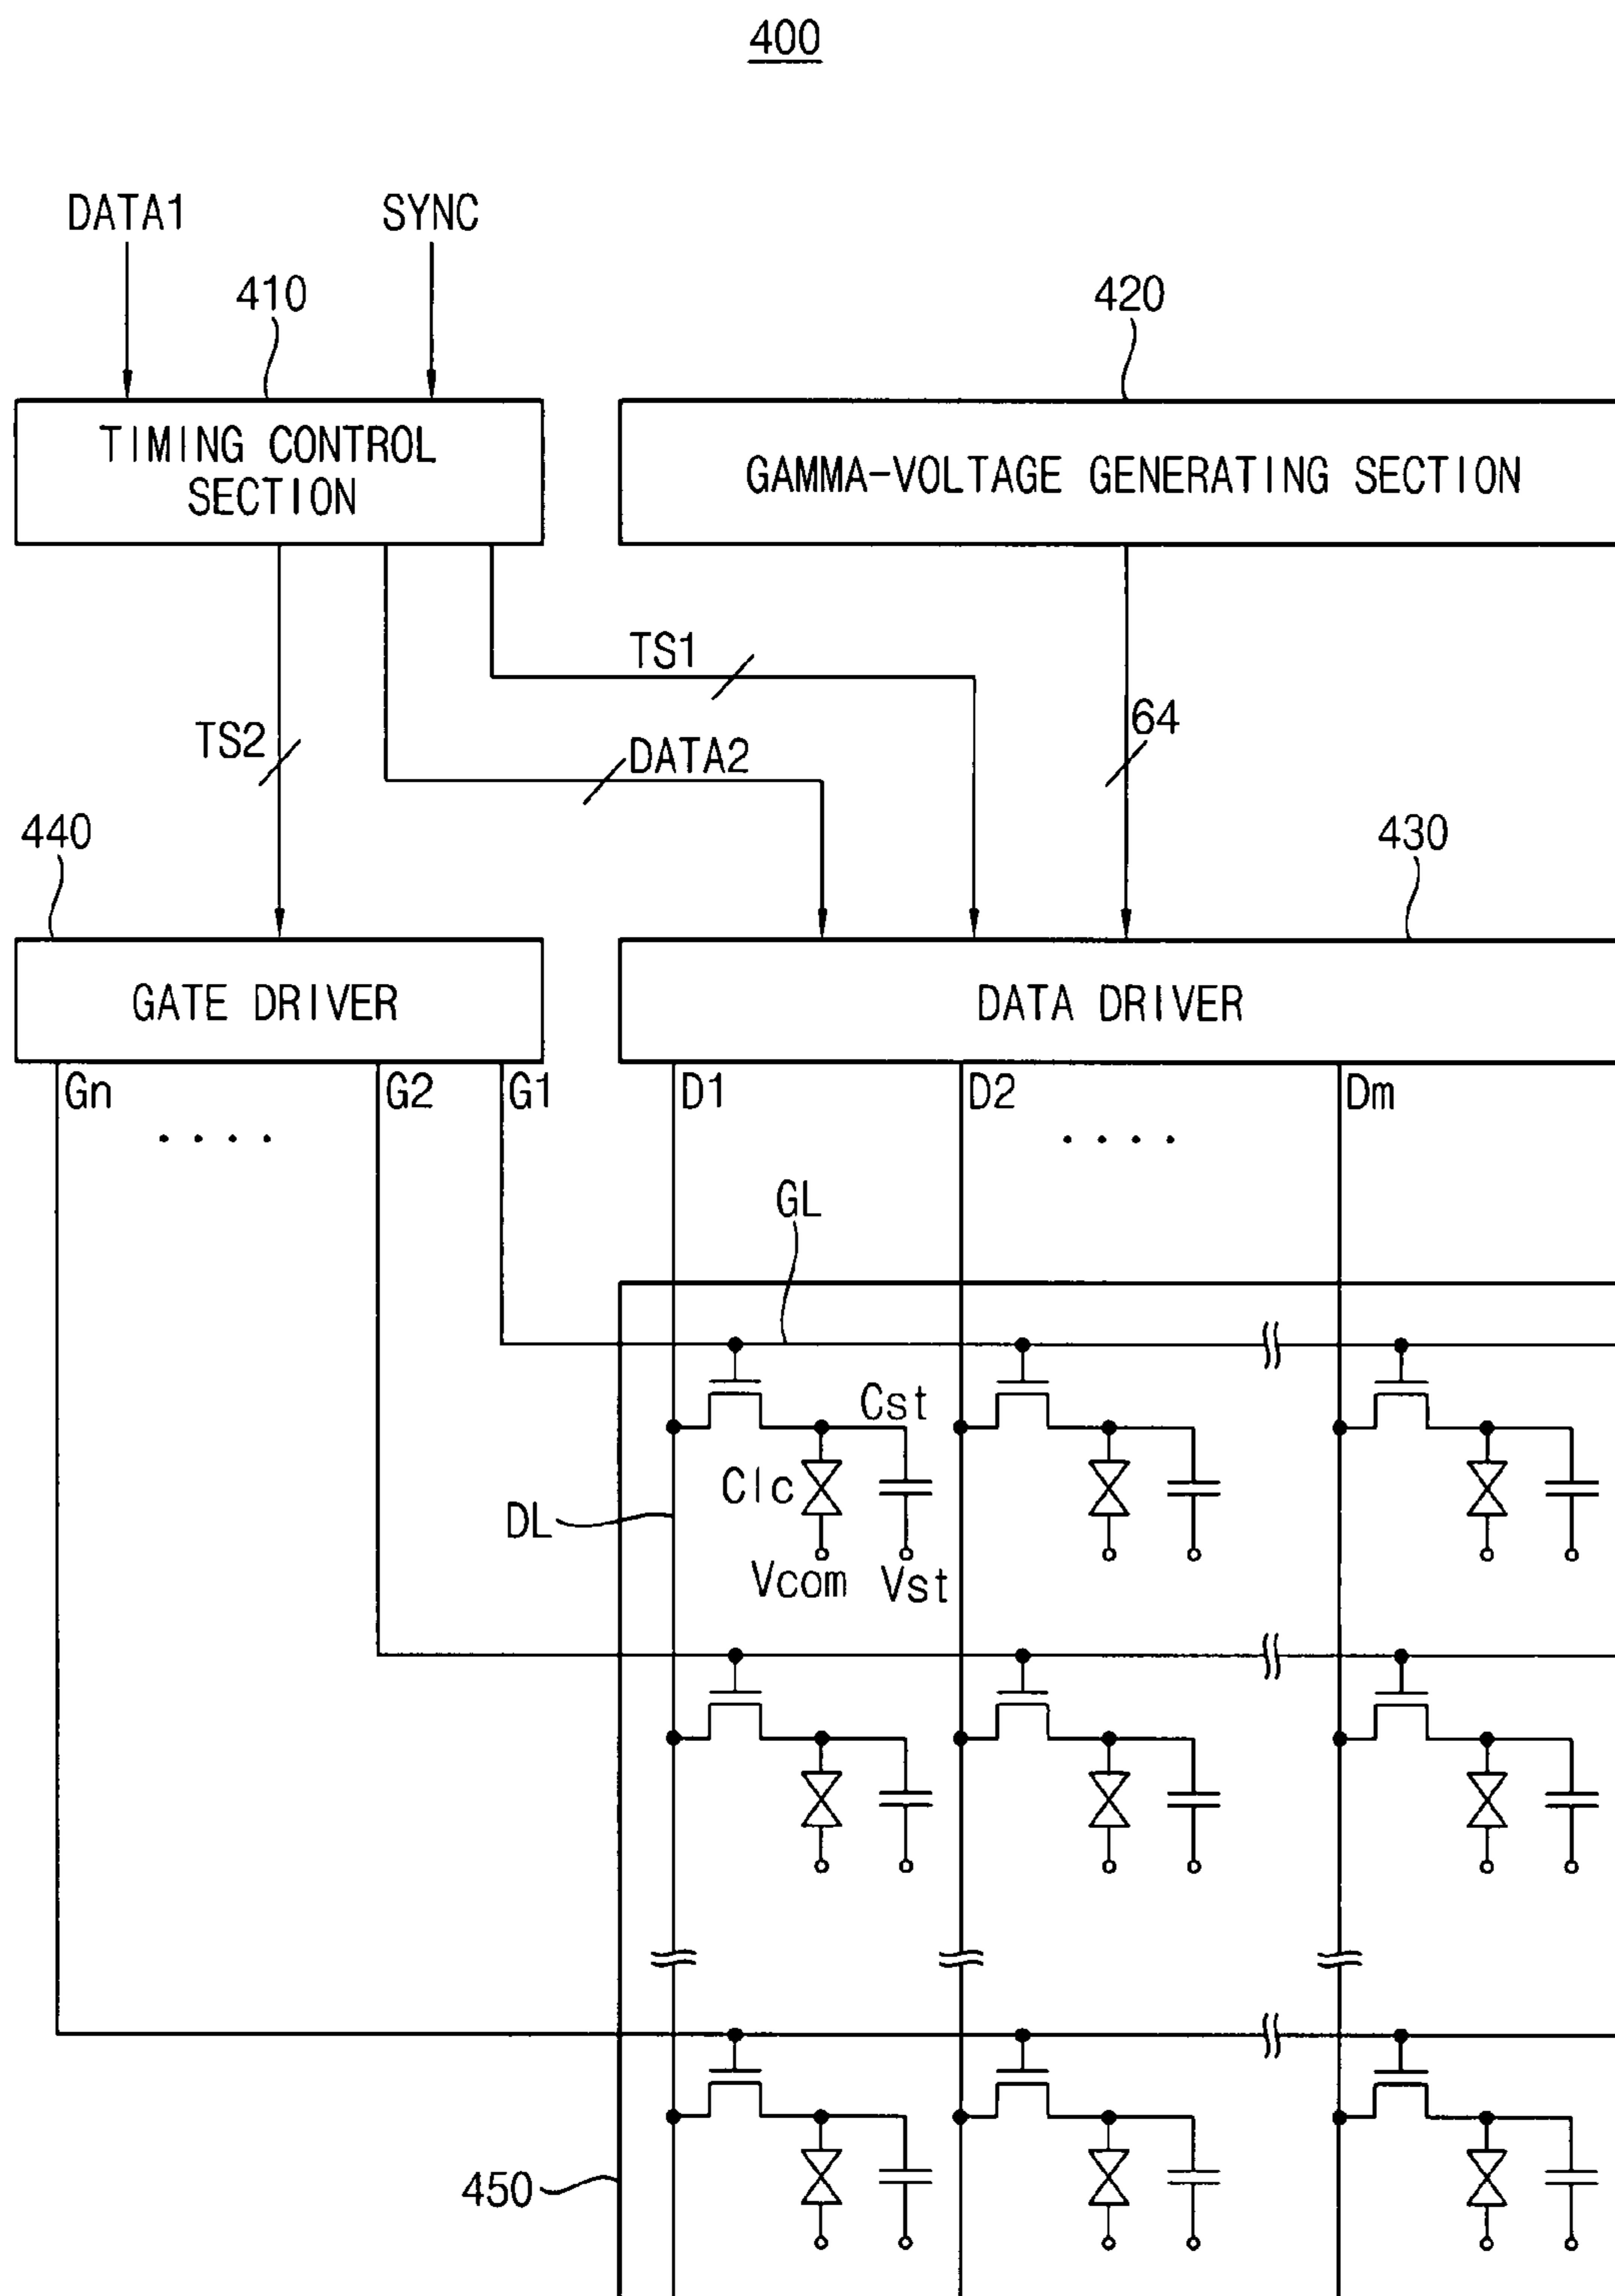 400
DATA1
SYNC
410
420
TIMING CONTROL
SECTION
GAMMA-VOLTAGE GENERATING SECTION
TS1
TS2
DATA2
64
440
430
GATE DRIVER
DATA DRIVER
Gn
G2
G1
D1
D2
Dm
GL
Cst
Clc
DL
Vcom
Vst
450